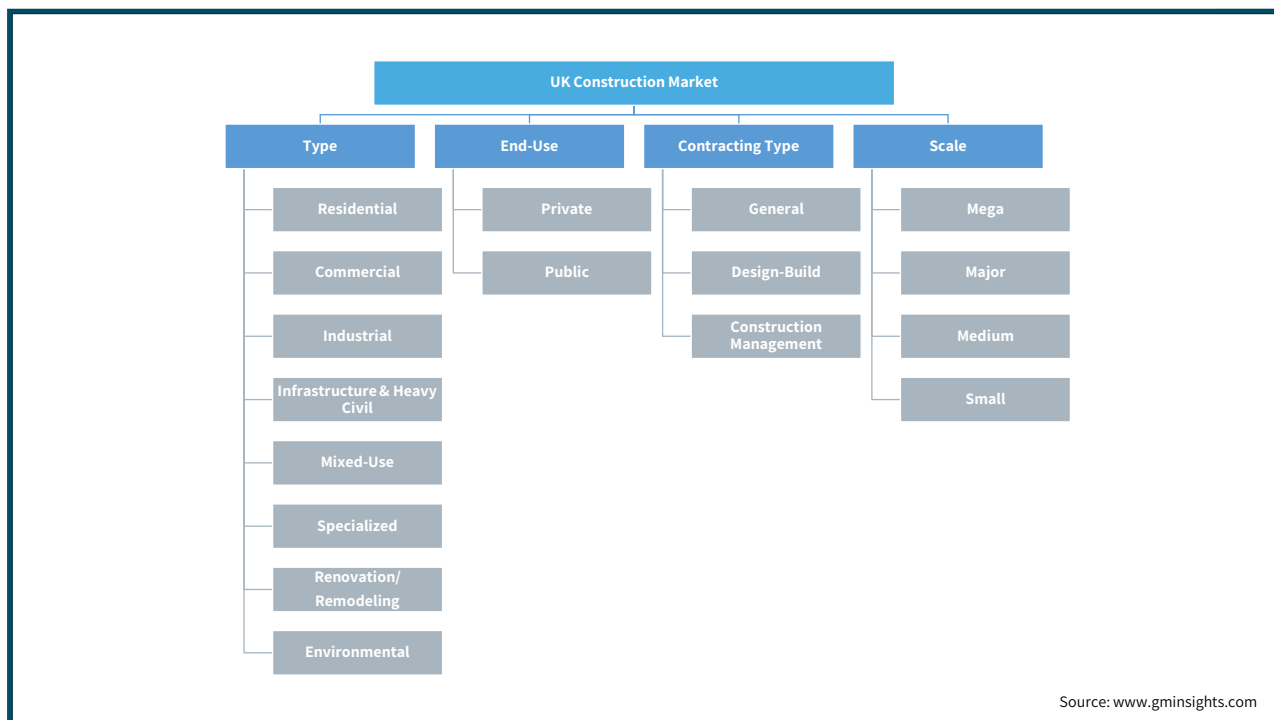 UK Construction Market
Type
End-Use
Contracting Type
Scale
Residential
Private
General
Mega
Commercial
Public
Design-Build
Major
Industrial
Construction
Management
Medium
Infrastructure & Heavy
Civil
Small
Mixed-Use
Specialized
Renovation/
Remodeling
Environmental
Source: www.gminsights.com